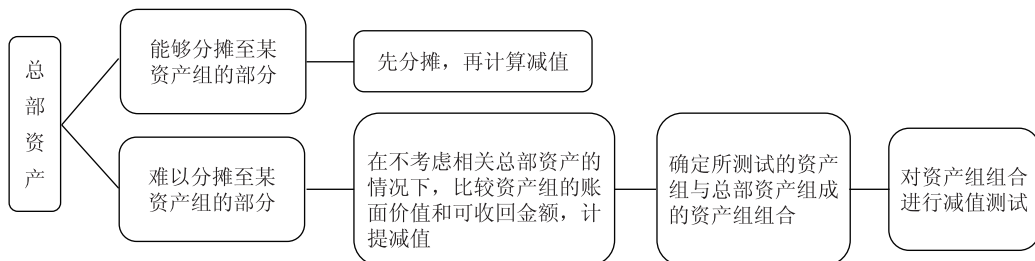 总部资产
能够分摊至某
资产组的部分
先分摊，再计算减值
难以分摊至某
资产组的部分
在不考虑相关总部资产的
情况下，比较资产组的账
面价值和可收回金额，计
提减值
确定所测试的资产
组与总部资产组成
的资产组组合
对资产组组合
进行减值测试